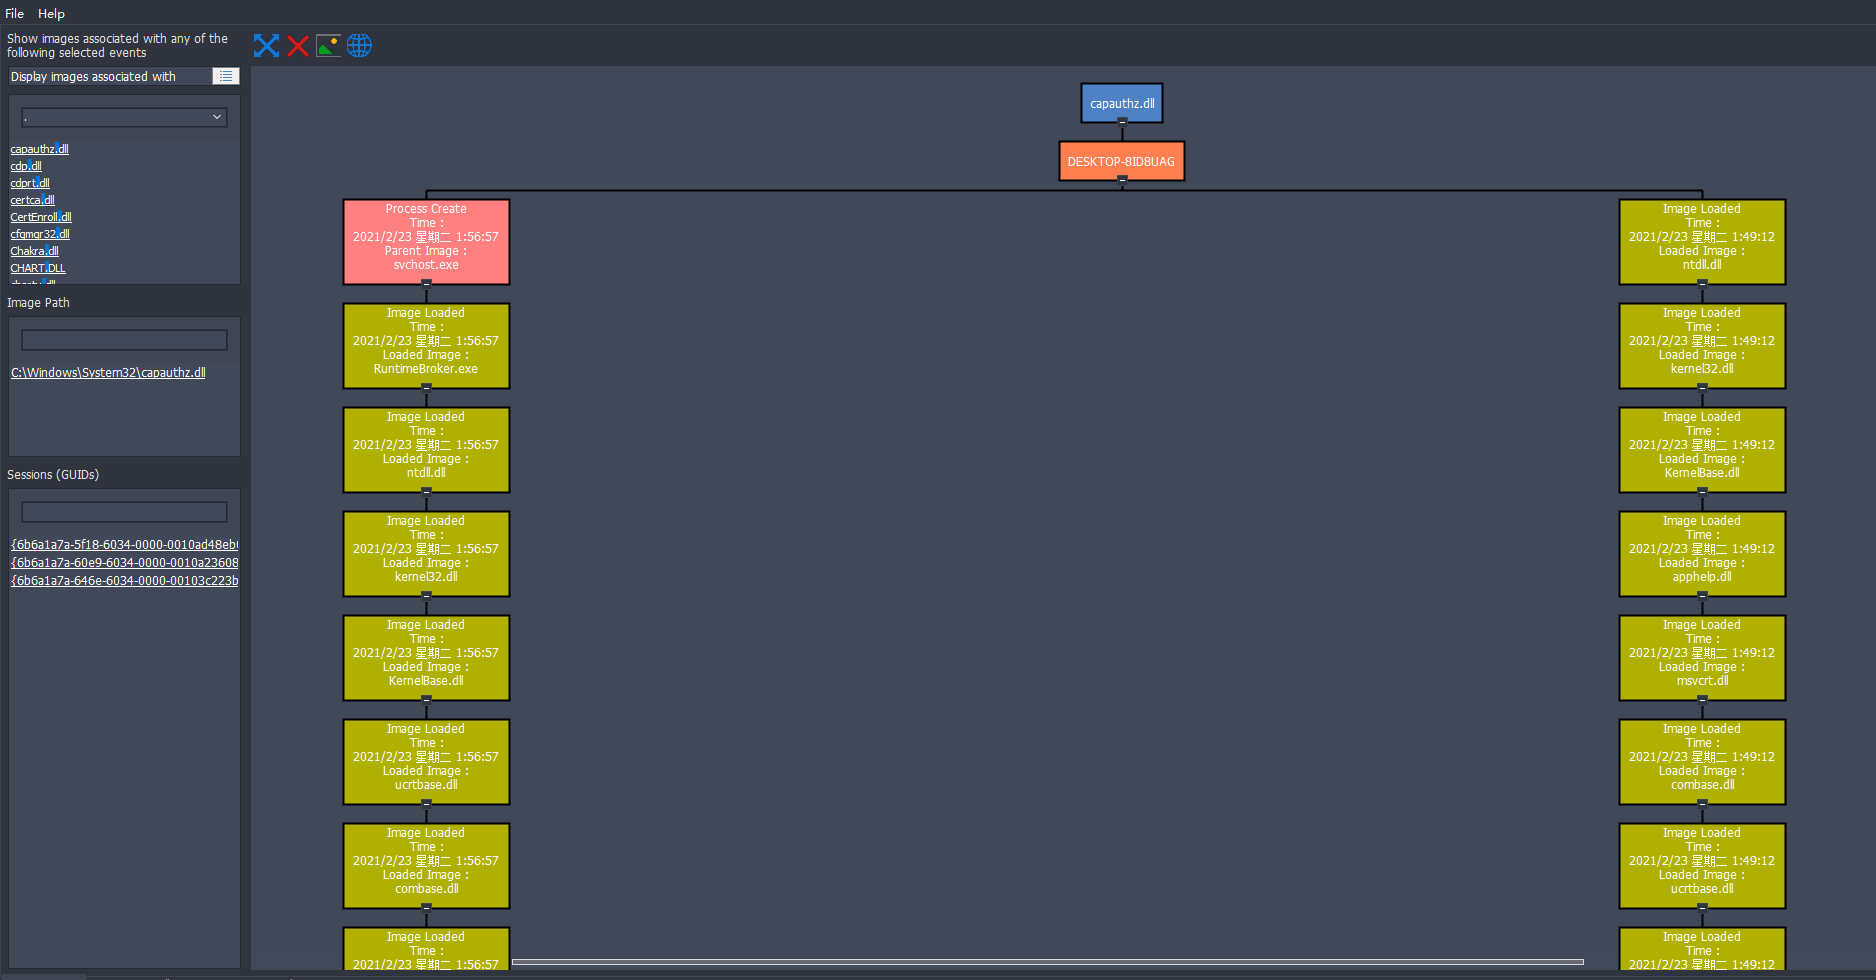 File Help
Show images associated with any of the
following selected events
Display images associated with
.
capauthz.dll
cdp.dll
cdprt.dll
certca.dll
CertEnroll.dll
cfgmgr32.dll
Chakra.dll
CHART.DLL
Image Path
C:\Windows\System32\capauthz.dll
Sessions (GUIDs)
{6b6a1a7a-5f18-6034-0000-0010ad48eb
{6b6a1a7a-60e9-6034-0000-0010a23608
{6b6a1a7a-646e-6034-0000-00103c223b
capauthz.dll
DESKTOP-8ID8UAG
Process Create
Time :
2021/2/23 星期二 1:56:57
Parent Image :
svchost.exe
Image Loaded
Time :
2021/2/23 星期二 1:56:57
Loaded Image :
RuntimeBroker.exe
Image Loaded
Time :
2021/2/23 星期二 1:56:57
Loaded Image :
ntdll.dll
Image Loaded
Time :
2021/2/23 星期二 1:56:57
Loaded Image :
kernel32.dll
Image Loaded
Time :
2021/2/23 星期二 1:56:57
Loaded Image :
KernelBase.dll
Image Loaded
Time :
2021/2/23 星期二 1:56:57
Loaded Image :
ucrtbase.dll
Image Loaded
Time :
2021/2/23 星期二 1:56:57
Loaded Image :
combase.dll
Image Loaded
Time :
2021/2/23 星期二 1:56:57
Image Loaded
Time :
2021/2/23 星期二 1:49:12
Loaded Image :
ntdll.dll
Image Loaded
Time :
2021/2/23 星期二 1:49:12
Loaded Image :
kernel32.dll
Image Loaded
Time :
2021/2/23 星期二 1:49:12
Loaded Image :
KernelBase.dll
Image Loaded
Time :
2021/2/23 星期二 1:49:12
Loaded Image :
apphelp.dll
Image Loaded
Time :
2021/2/23 星期二 1:49:12
Loaded Image :
msvcrt.dll
Image Loaded
Time :
2021/2/23 星期二 1:49:12
Loaded Image :
combase.dll
Image Loaded
Time :
2021/2/23 星期二 1:49:12
Loaded Image :
ucrtbase.dll
Image Loaded
Time :
2021/2/23 星期二 1:49:12